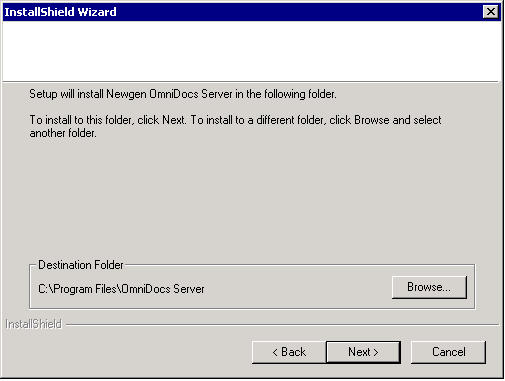 InstallShield Wizard
Setup will install Newgen OmniDocs Server in the following folder.
To install to this folder, click Next. To install to a different folder, click Browse and select
another folder.
Destination Folder
C:\Program Files\OmniDocs Server
Browse...
InstallShield
< Back
Next >
Cancel